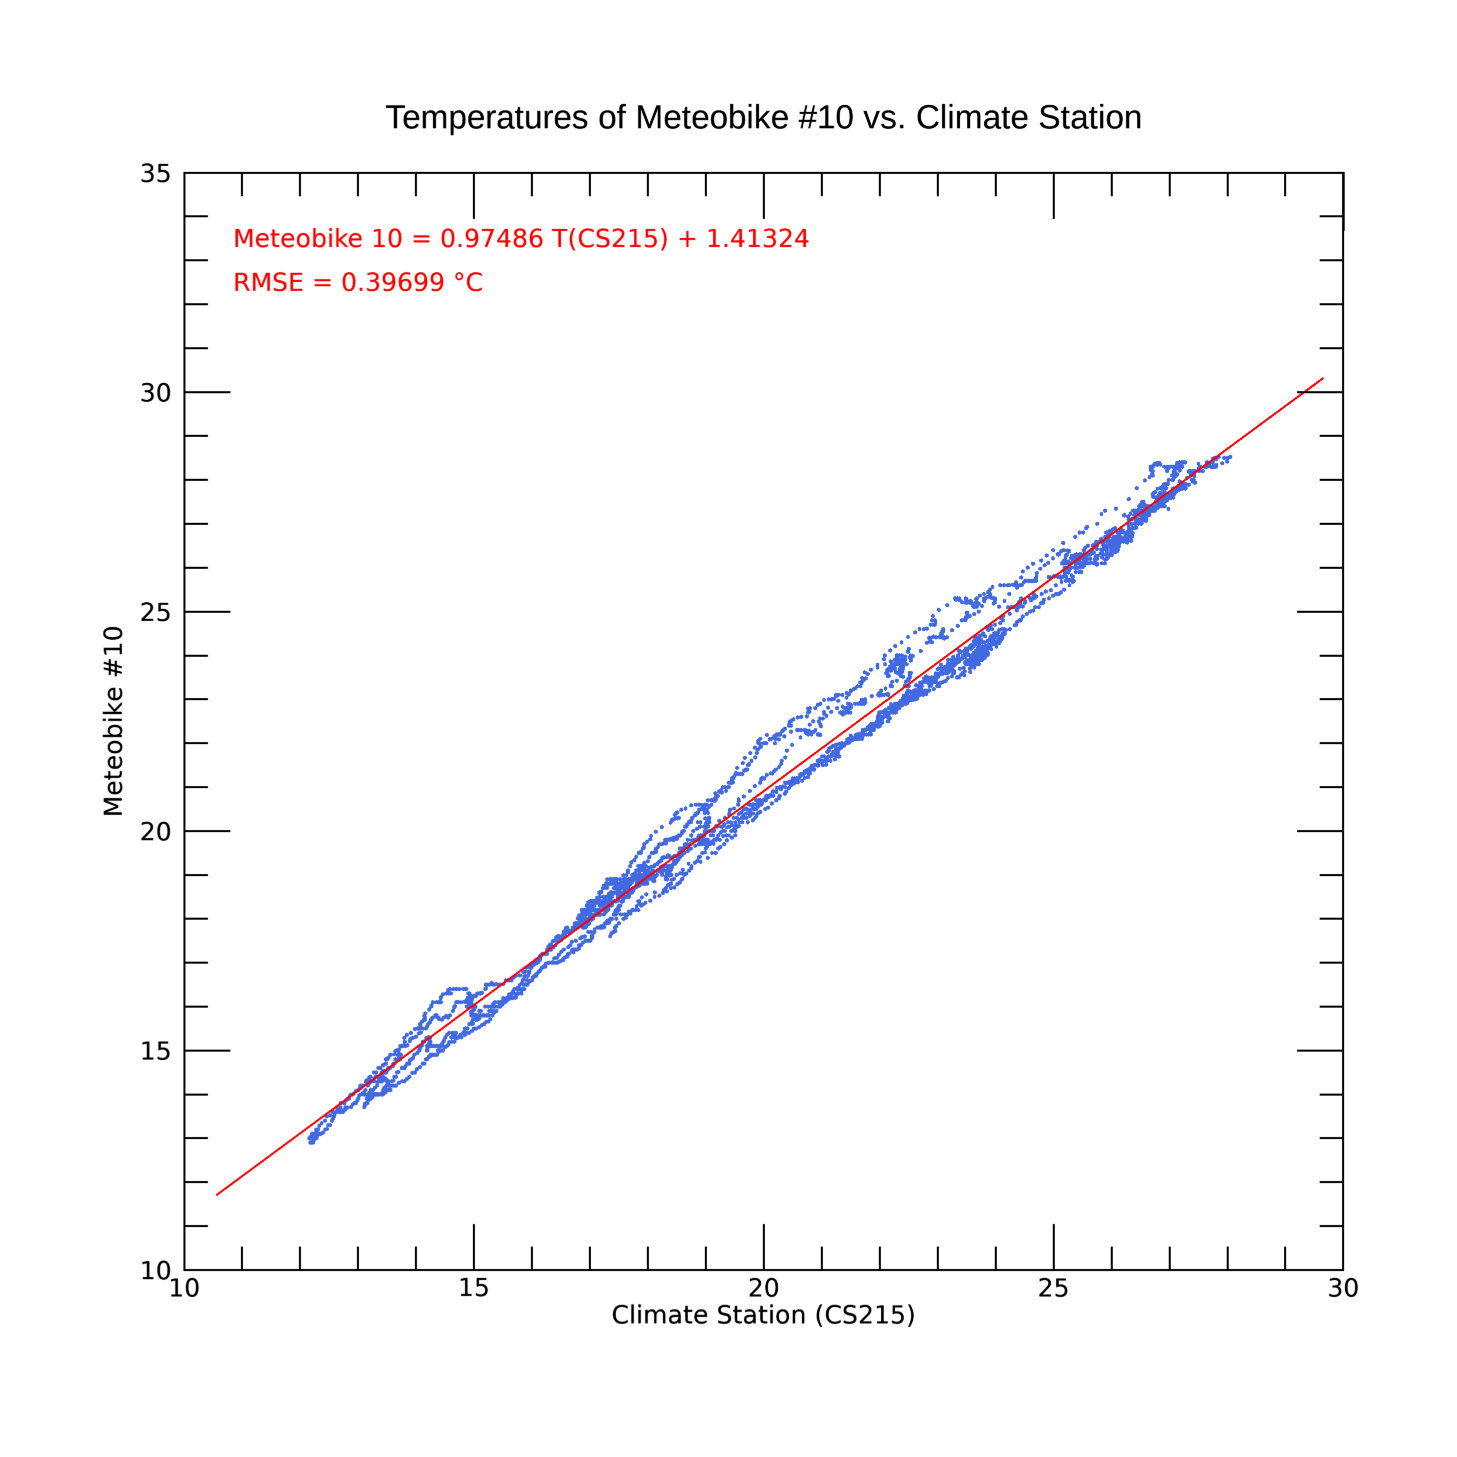 Temperatures of Meteobike #10 vs. Climate Station
Meteobike 10 = 0.97486 T(CS215) + 1.41324
RMSE = 0.39699 °C
35
30
25
20
15
10
Meteobike #10
10 15 20 25 30
Climate Station (CS215)